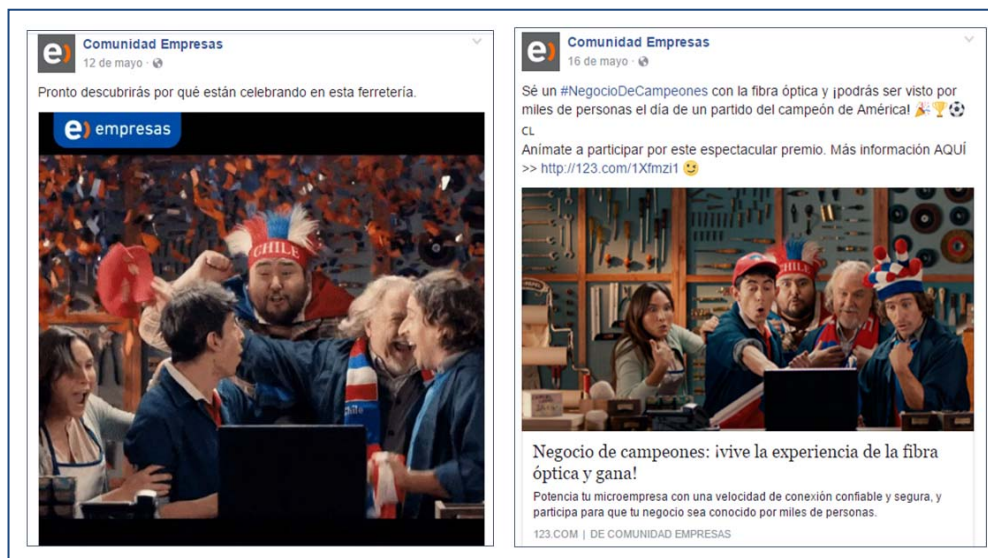 e)
Comunidad Empresas
12 de mayo ·
Pronto descubrirás por qué están celebrando en esta ferretería.
e) empresas
CHILE
Chile
e)
Comunidad Empresas
16 de mayo ·
Sé un #NegocioDeCampeones con la fibra óptica y ¡podrás ser visto por
miles de personas el día de un partido del campeón de América! 🎉🏆⚽
CL
Anímate a participar por este espectacular premio. Más información AQUÍ
>> http://123.com/1Xfmzi1 😉
CHILE
Negocio de campeones: ¡vive la experiencia de la fibra
óptica y gana!
Potencia tu microempresa con una velocidad de conexión confiable y segura, y
participa para que tu negocio sea conocido por miles de personas.
123.COM | DE COMUNIDAD EMPRESAS